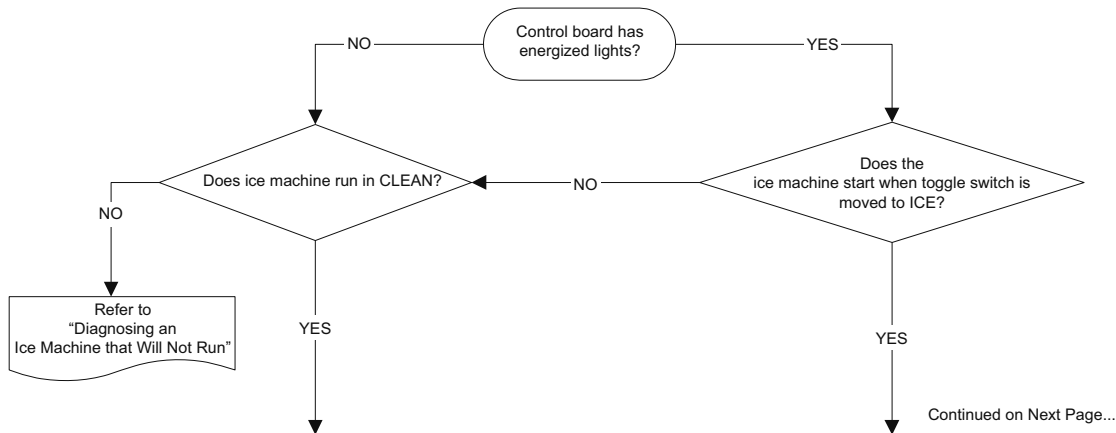 Control board has
energized lights?
NO
YES
Does ice machine run in CLEAN?
NO
Does the
ice machine start when toggle switch is
moved to ICE?
NO
Refer to
“Diagnosing an
Ice Machine that Will Not Run”
YES
YES
Continued on Next Page...